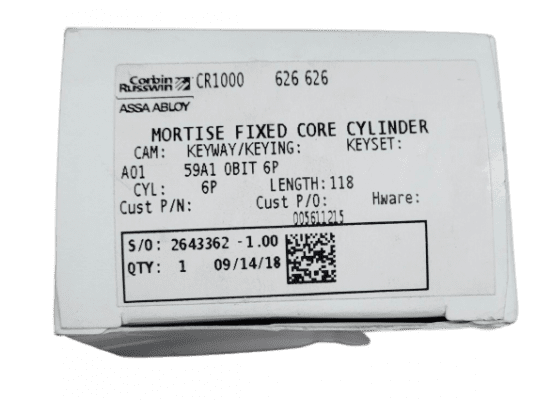 Corbin Russwin CR1000 626 626
ASSA ABLOY
MORTISE FIXED CORE CYLINDER
CAM: KEYWAY/KEYING: KEYSET:
A01 59A1 0BIT 6P
CYL: 6P LENGTH: 118
Cust P/N: Cust P/O: Hware:
005611215
S/O: 2643362 -1.00
QTY: 1 09/14/18